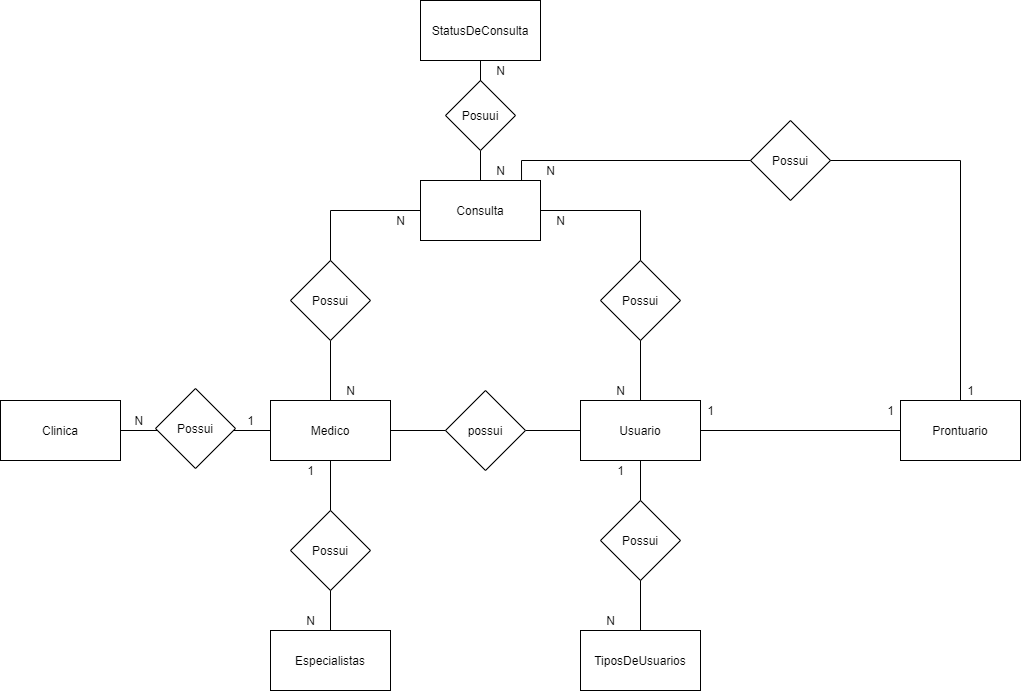 StatusDeConsulta
N
Posuui
N
N
Possui
Consulta
N
N
Possui
Possui
N
N
Clinica
N
Possui
1
Medico
possui
Usuario
1
1
1
Prontuario
1
1
Possui
Possui
N
N
Especialistas
TiposDeUsuarios